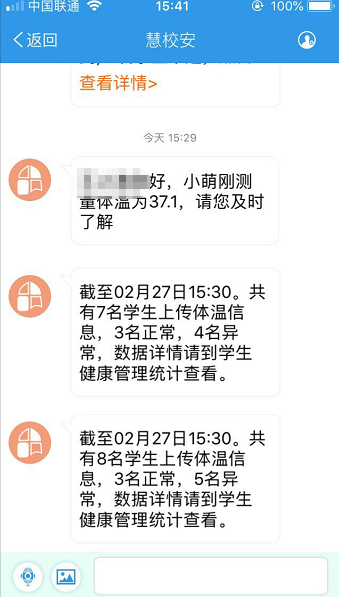 中国联通
15:41
100%
返回
慧校安
查看详情>
今天 15:29
好，小萌刚测
量体温为37.1，请您及时
了解
截至02月27日15:30。共
有7名学生上传体温信
息，3名正常，4名异
常，数据详情请到学生
健康管理统计查看。
截至02月27日15:30。共
有8名学生上传体温信
息，3名正常，5名异
常，数据详情请到学生
健康管理统计查看。